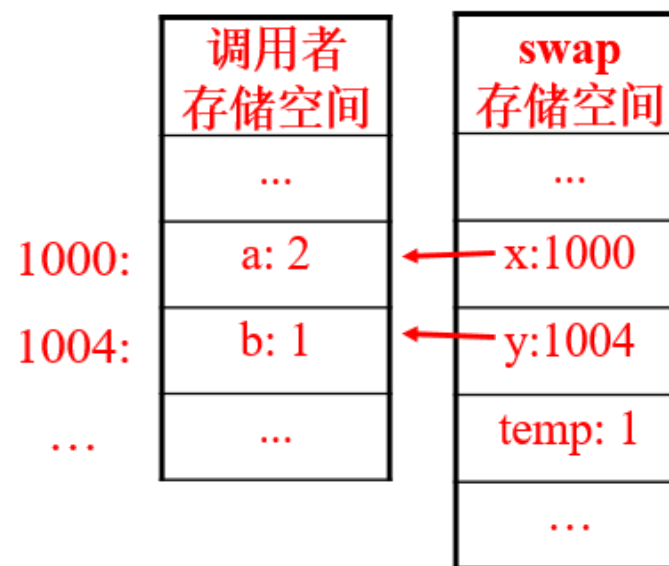 调用者
存储空间
...
1000:
a: 2
1004:
b: 1
...
...
swap
存储空间
...
x:1000
y:1004
temp: 1
...